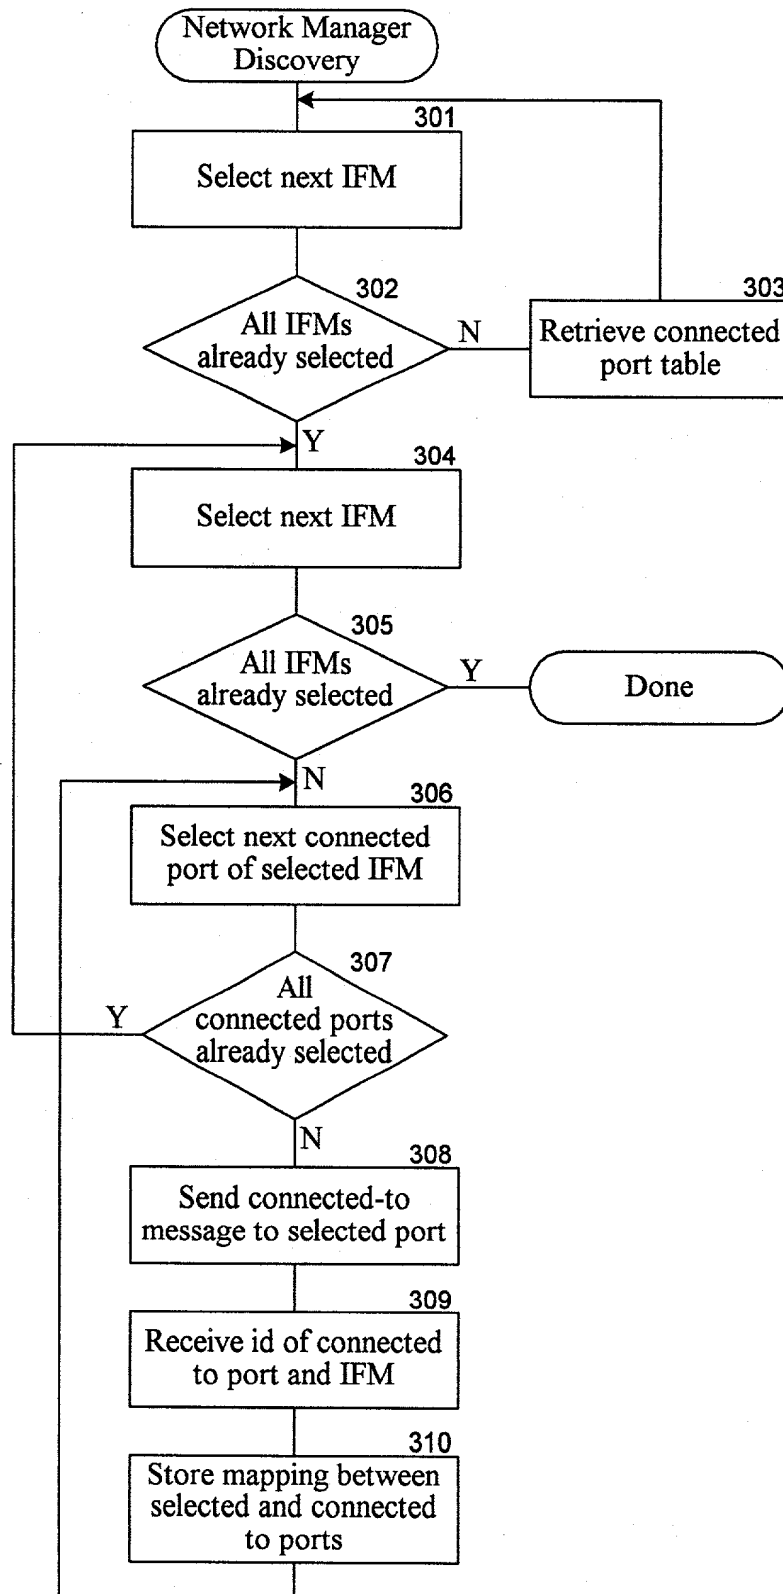 Network Manager
Discovery
301
Select next IFM
302
All IFMs
already selected
N
303
Retrieve connected
port table
Y
304
Select next IFM
305
All IFMs
already selected
Y
Done
N
306
Select next connected
port of selected IFM
307
All
connected ports
already selected
Y
N
308
Send connected-to
message to selected port
309
Receive id of connected
to port and IFM
310
Store mapping between
selected and connected
to ports